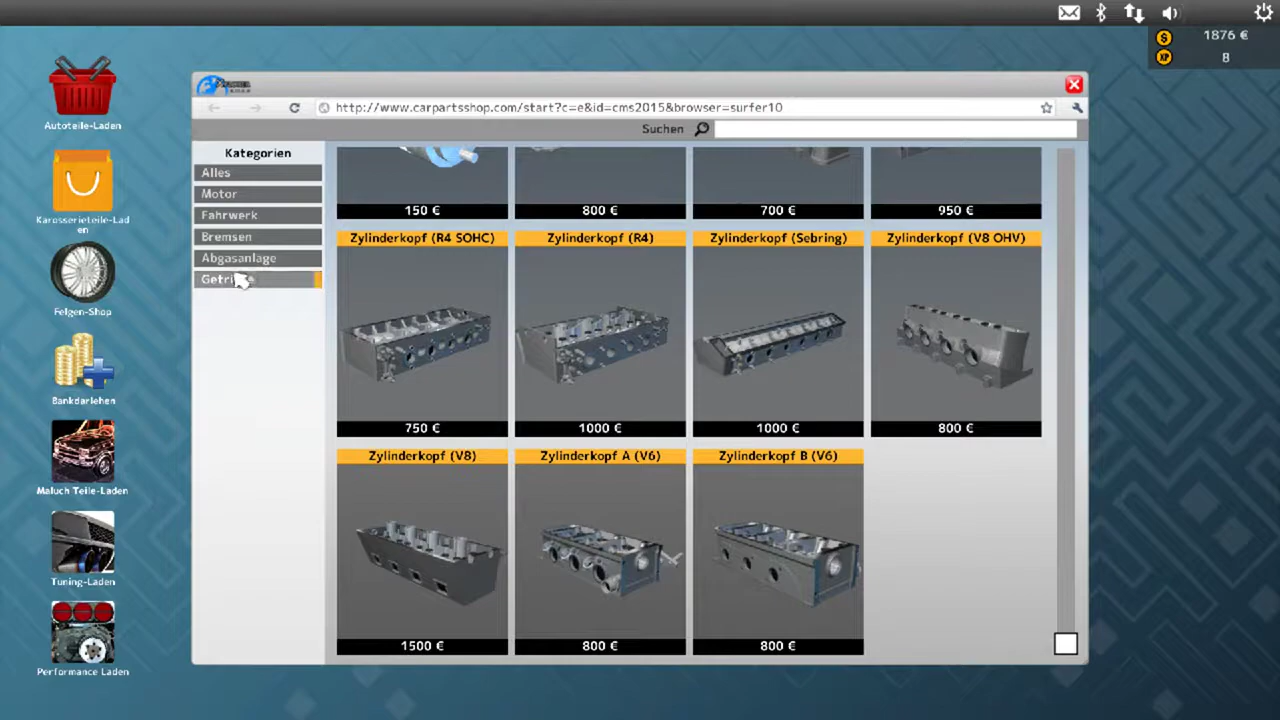 1876 €
8
Autoteile-Laden
Karosserieteile-Lad
en
Felgen-Shop
Bankdarlehen
Maluch Teile-Laden
Tuning-Laden
Performance Laden
http://www.carpartsshop.com/start?c=e&id=cms2015&browser=surfer10
Suchen
Kategorien
Alles
Motor
Fahrwerk
Bremsen
Abgasanlage
150 € 800 € 700 € 950 €
Zylinderkopf (R4 SOHC) Zylinderkopf (R4) Zylinderkopf (Sebring) Zylinderkopf (V8 OHV)
750 € 1000 € 1000 € 800 €
Zylinderkopf (V8) Zylinderkopf A (V6) Zylinderkopf B (V6)
1500 € 800 € 800 €